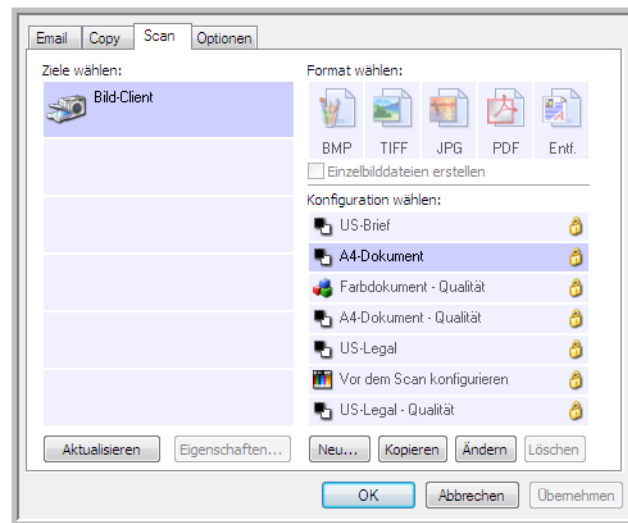 Email Copy Scan Optionen
Ziele wählen:
Bild-Client
Format wählen:
BMP TIFF JPG PDF Entf.
Einzelbilddateien erstellen
Konfiguration wählen:
US-Brief
A4-Dokument
Farbdokument - Qualität
A4-Dokument - Qualität
US-Legal
Vor dem Scan konfigurieren
US-Legal - Qualität
Aktualisieren Eigenschaften... Neu... Kopieren Ändern Löschen
OK Abbrechen Übernehmen